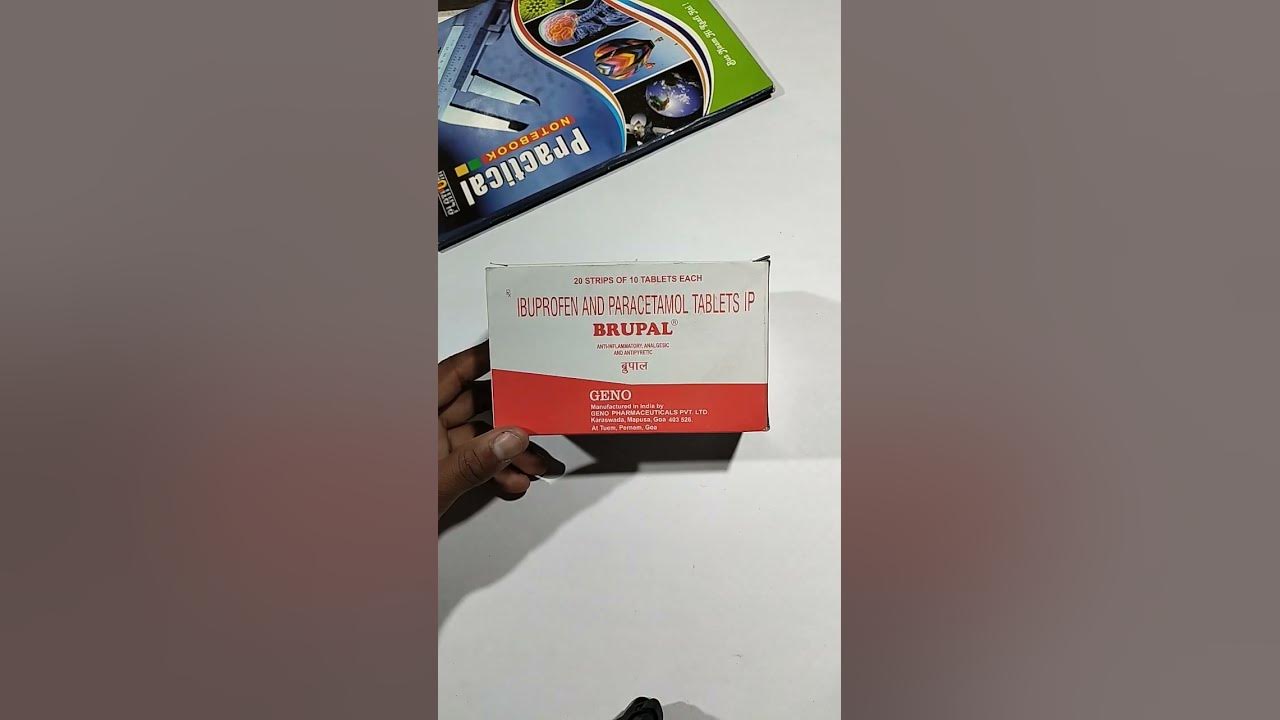 Practical
NOTEBOOK
20 STRIPS OF 10 TABLETS EACH
℞
IBUPROFEN AND PARACETAMOL TABLETS IP
BRUPAL®
ANTI-INFLAMMATORY, ANALGESIC
AND ANTIPYRETIC
ब्रुपाल
GENO
Manufactured in India by
GENO PHARMACEUTICALS PVT. LTD.
Karaswada, Mapusa, Goa 403 526.
At Tuem, Pernem, Goa